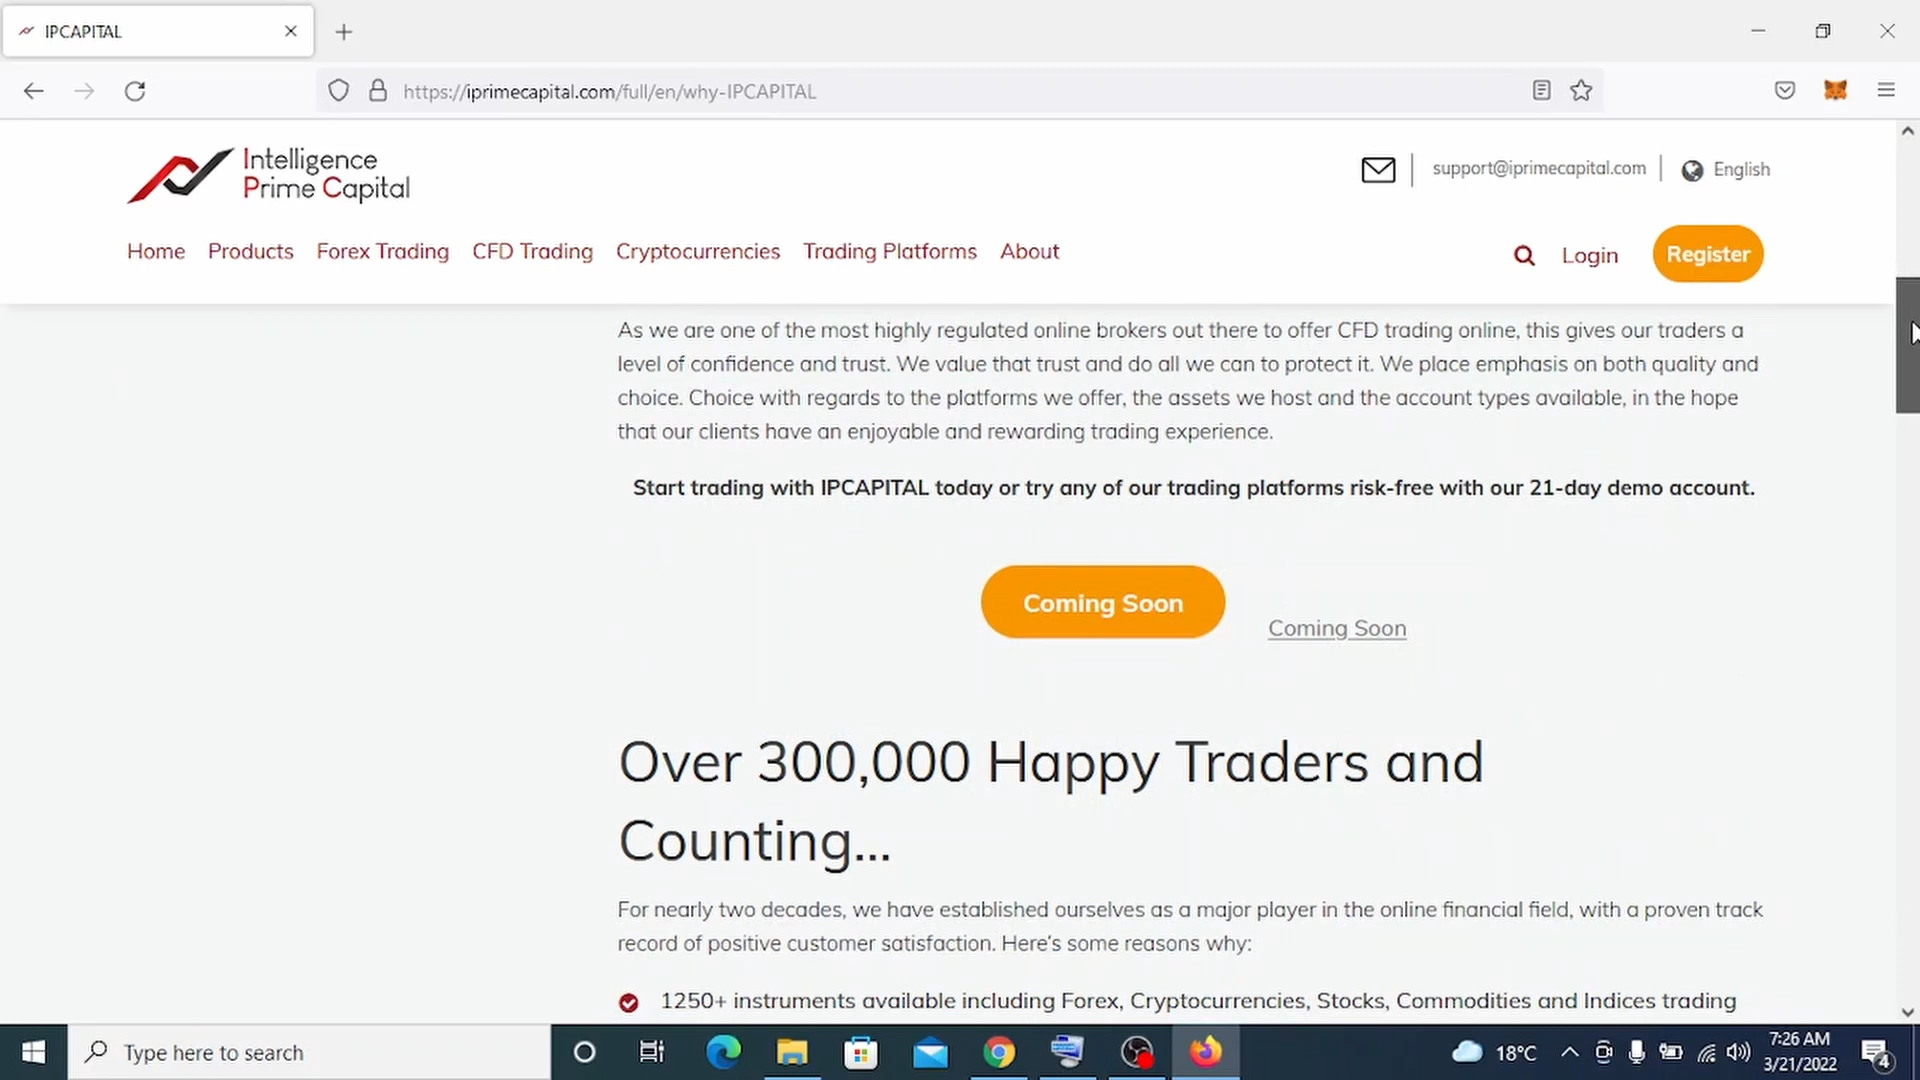 IPCAPITAL
https://iprimecapital.com/full/en/why-IPCAPITAL
Intelligence
Prime Capital
support@iprimecapital.com
English
Home Products Forex Trading CFD Trading Cryptocurrencies Trading Platforms About
Login
Register
As we are one of the most highly regulated online brokers out there to offer CFD trading online, this gives our traders a
level of confidence and trust. We value that trust and do all we can to protect it. We place emphasis on both quality and
choice. Choice with regards to the platforms we offer, the assets we host and the account types available, in the hope
that our clients have an enjoyable and rewarding trading experience.
Start trading with IPCAPITAL today or try any of our trading platforms risk-free with our 21-day demo account.
Coming Soon
Coming Soon
Over 300,000 Happy Traders and
Counting...
For nearly two decades, we have established ourselves as a major player in the online financial field, with a proven track
record of positive customer satisfaction. Here's some reasons why:
1250+ instruments available including Forex, Cryptocurrencies, Stocks, Commodities and Indices trading
Type here to search
18°C
7:26 AM
3/21/2022
4